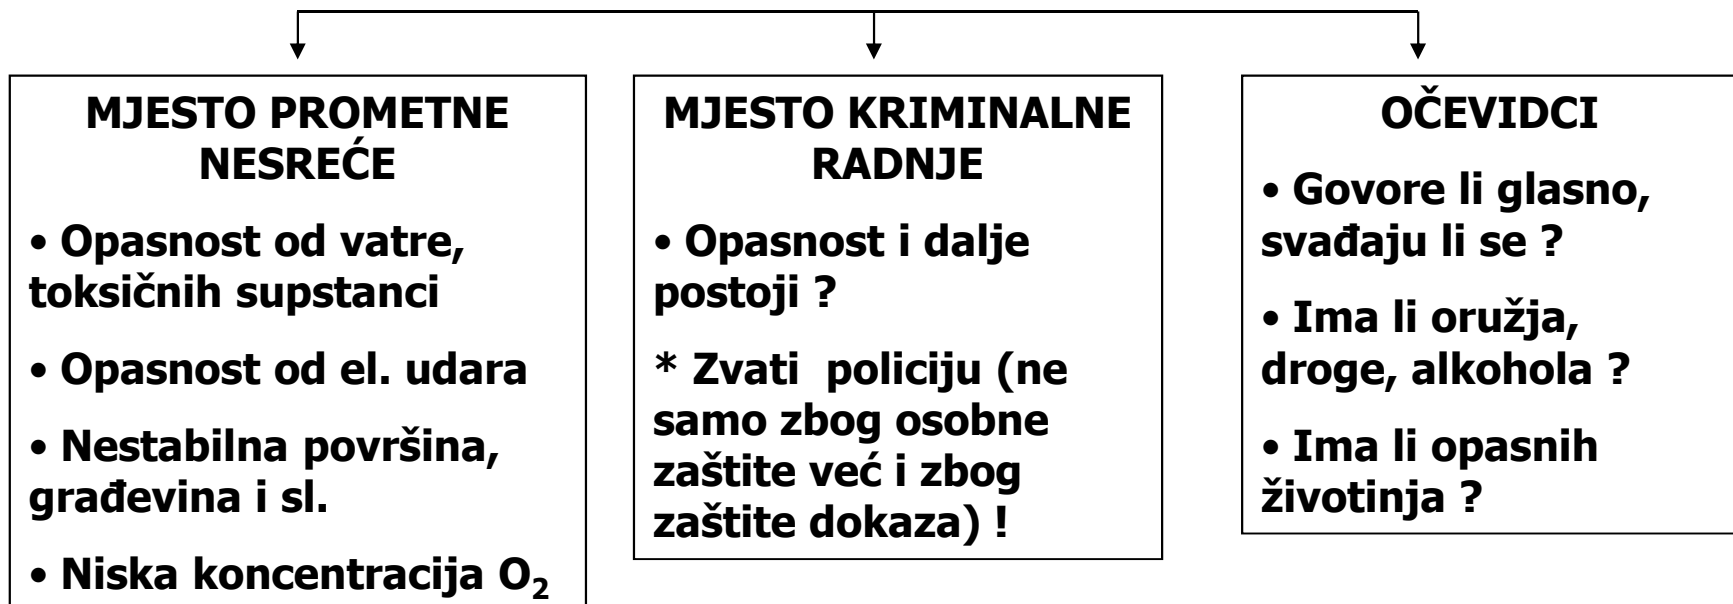 MJESTO PROMETNE
NESREĆE
• Opasnost od vatre,
toksičnih supstanci
• Opasnost od el. udara
• Nestabilna površina,
građevina i sl.
• Niska koncentracija O₂
MJESTO KRIMINALNE
RADNJE
• Opasnost i dalje
postoji ?
* Zvati policiju (ne
samo zbog osobne
zaštite već i zbog
zaštite dokaza) !
OČEVIDCI
• Govore li glasno,
svađaju li se ?
• Ima li oružja,
droge, alkohola ?
• Ima li opasnih
životinja ?